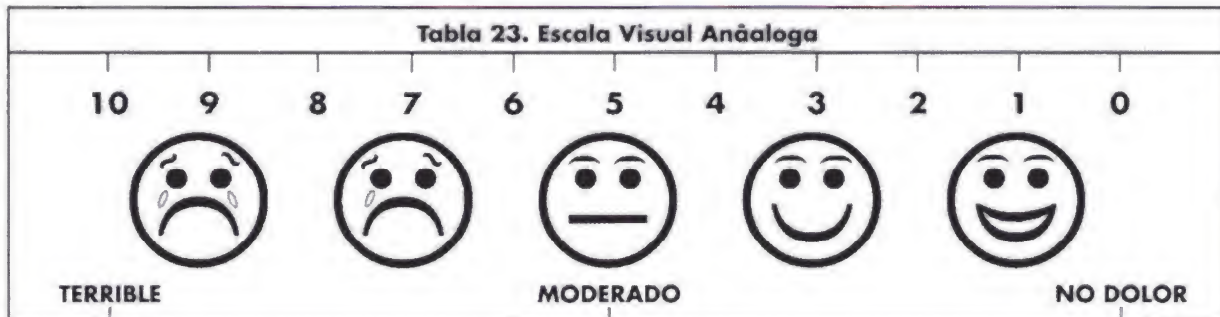 Tabla 23. Escala Visual Anâaloga
10 9 8 7 6 5 4 3 2 1 0
TERRIBLE MODERADO NO DOLOR